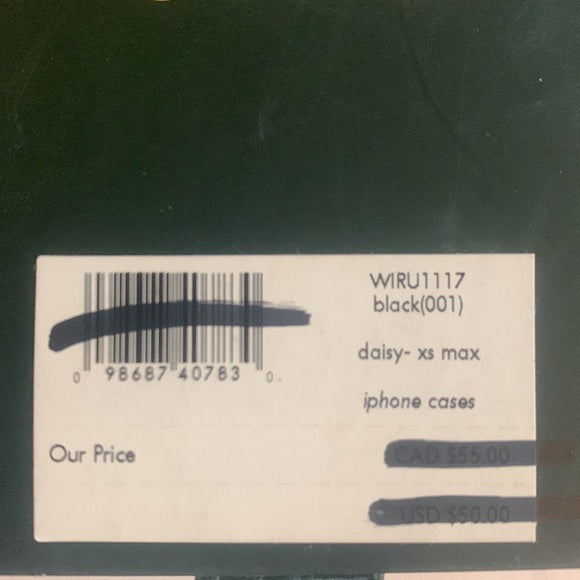 WIRU1117
black(001)
daisy- xs max
iphone cases
0 98687 40783 0
Our Price
CAD $55.00
USD $50.00